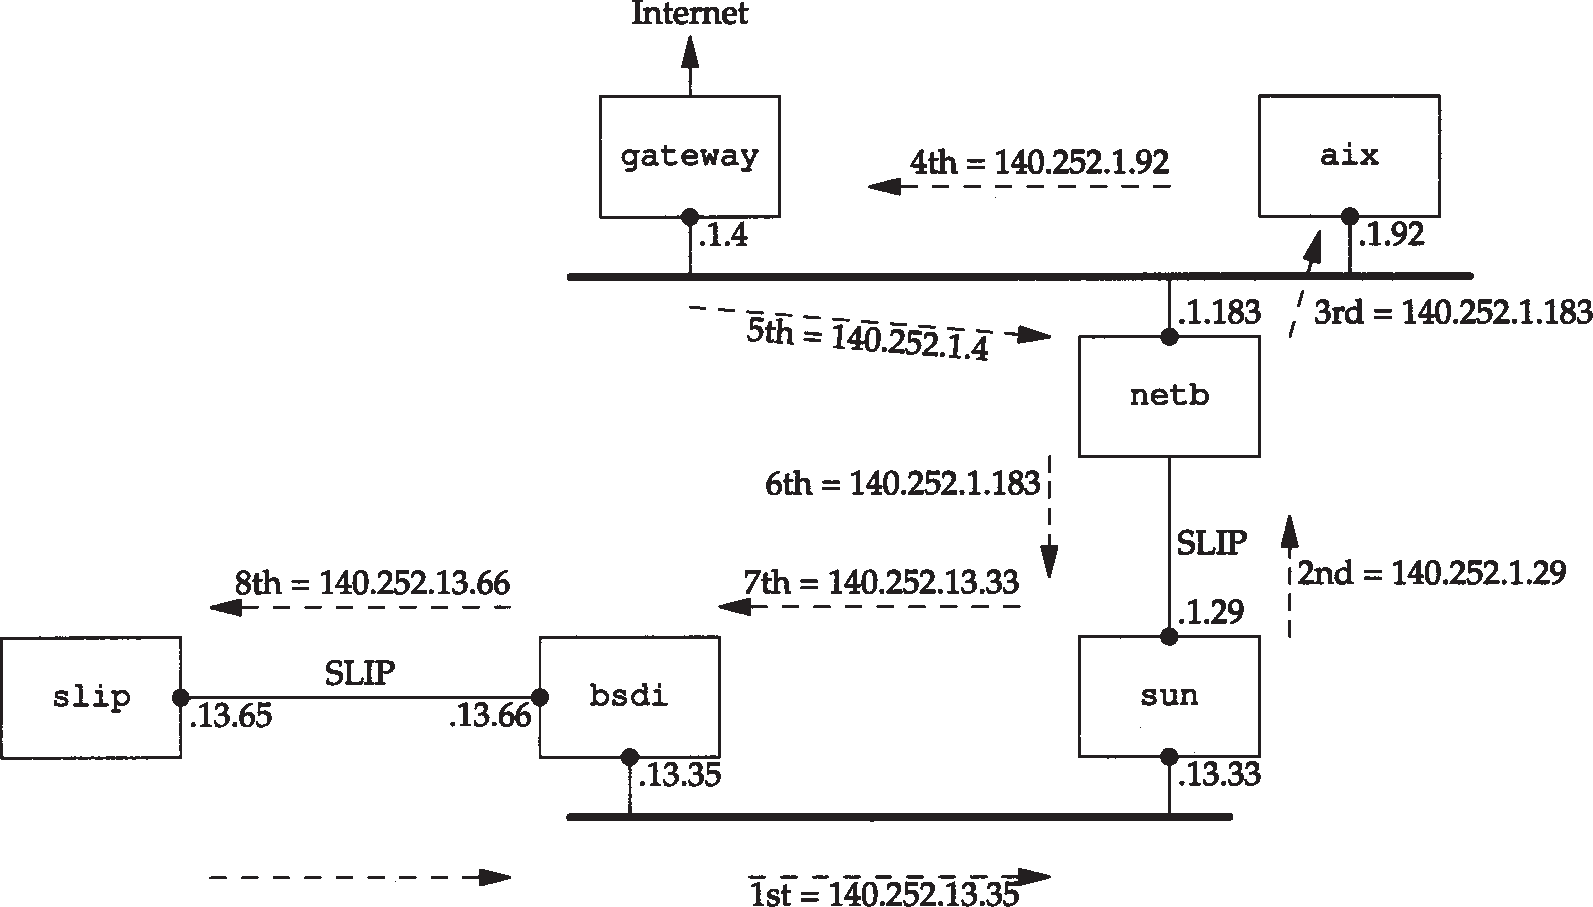 Internet
gateway
aix
4th = 140.252.1.92
.1.4
.1.92
.1.183
3rd = 140.252.1.183
5th = 140.252.1.4
netb
6th = 140.252.1.183
SLIP
2nd = 140.252.1.29
8th = 140.252.13.66
7th = 140.252.13.33
.1.29
slip
SLIP
bsdi
sun
.13.65
.13.66
.13.35
.13.33
1st = 140.252.13.35